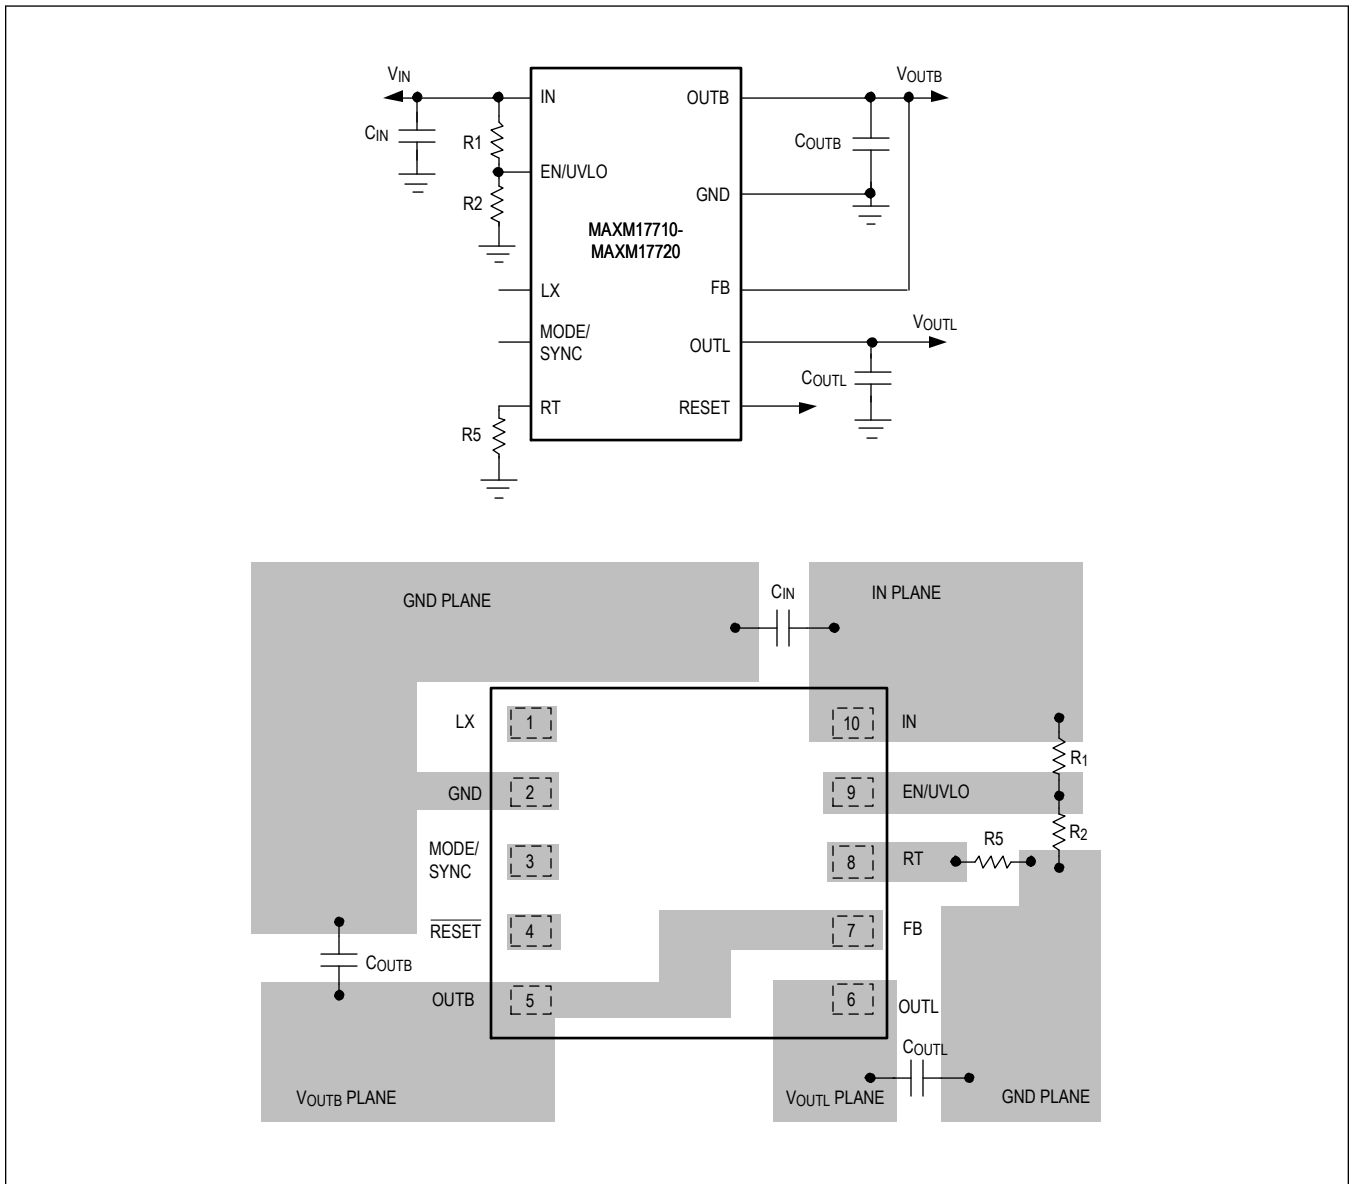 VIN
IN
OUTB
VOUTB
CIN
R1
COUTB
EN/UVLO
R2
GND
MAXM17710-
MAXM17720
LX
FB
MODE/
SYNC
VOUTL
OUTL
COUTL
RT
RESET
R5
GND PLANE
CIN
IN PLANE
LX
1
10
IN
R1
GND
2
9
EN/UVLO
R2
MODE/
SYNC
3
8
RT
R5
RESET
4
7
FB
COUTB
OUTB
5
6
OUTL
COUTL
VOUTB PLANE
VOUTL PLANE
GND PLANE